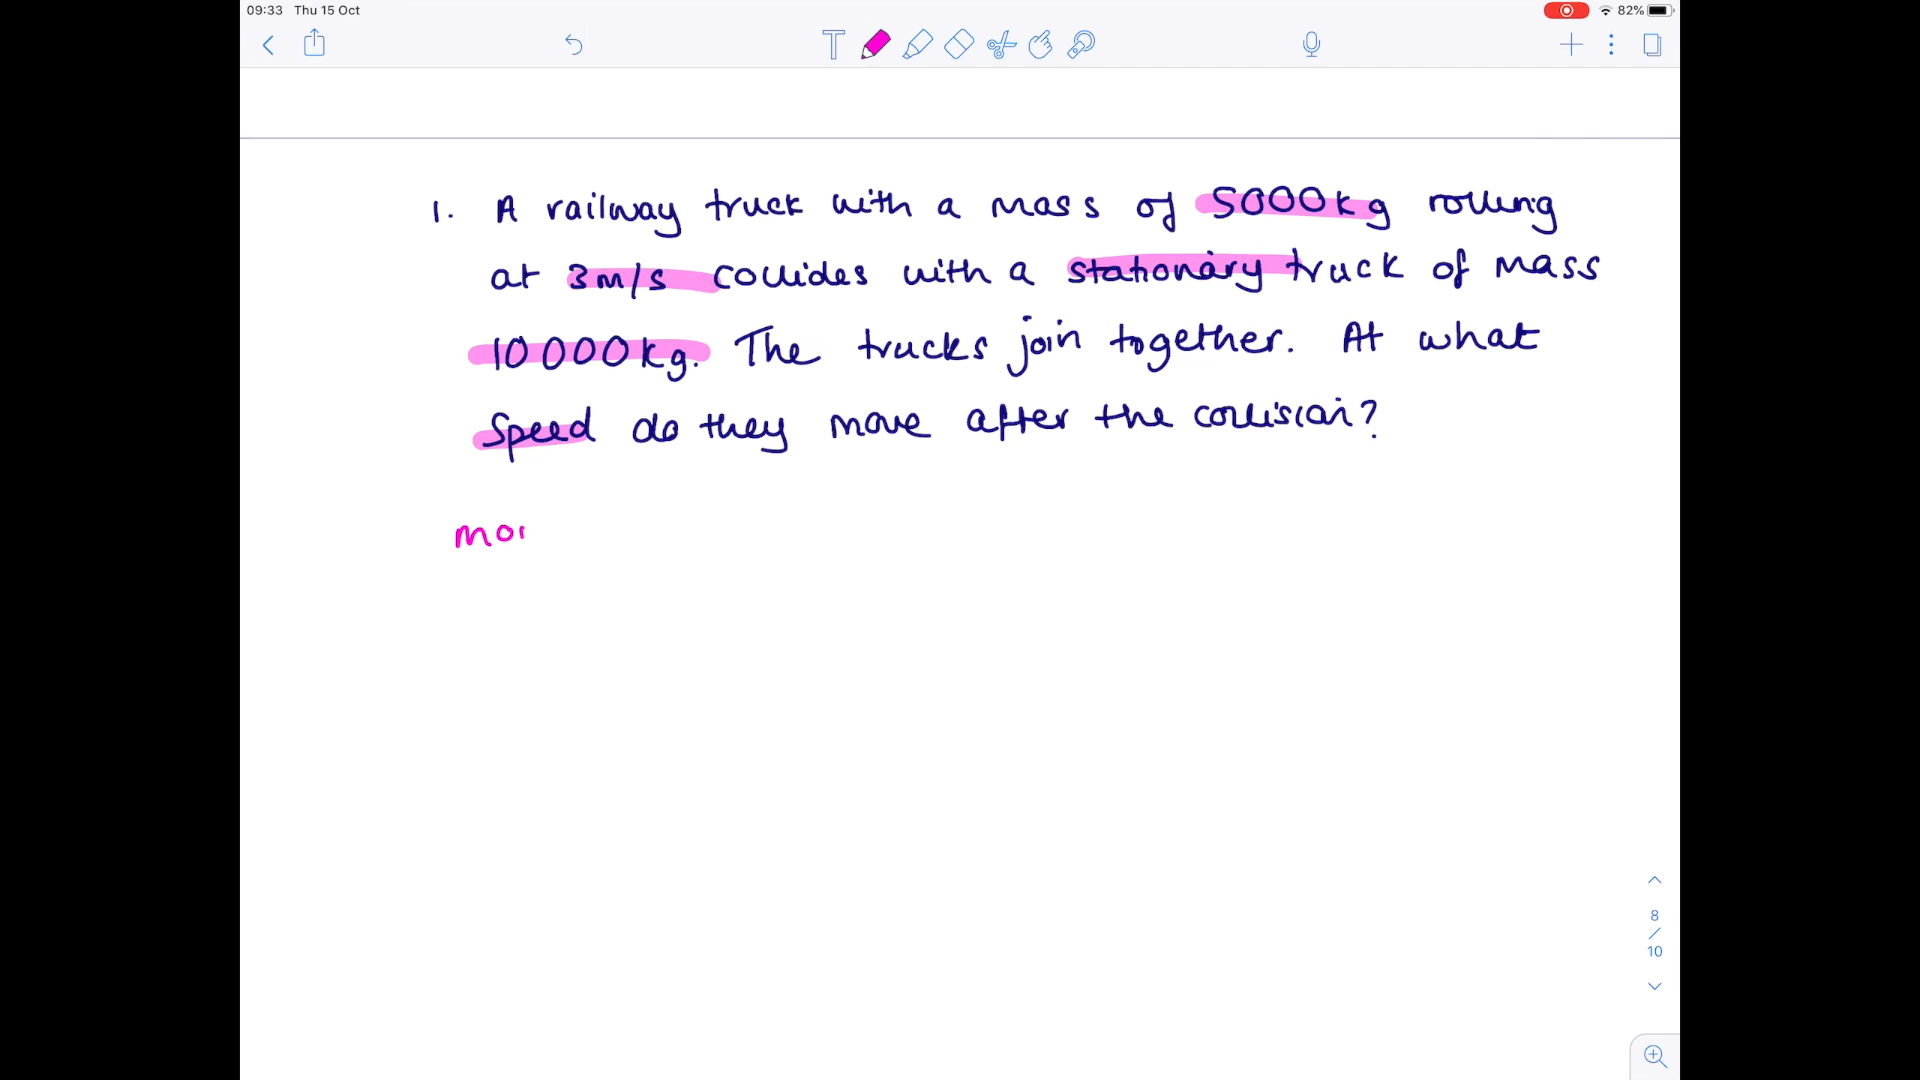 09:33 Thu 15 Oct
82%
T
1. A railway truck with a mass of 5000kg rolling
at 3m/s collides with a stationary truck of mass
10 000kg. The trucks join together. At what
speed do they move after the collision?
mo
8
/
10